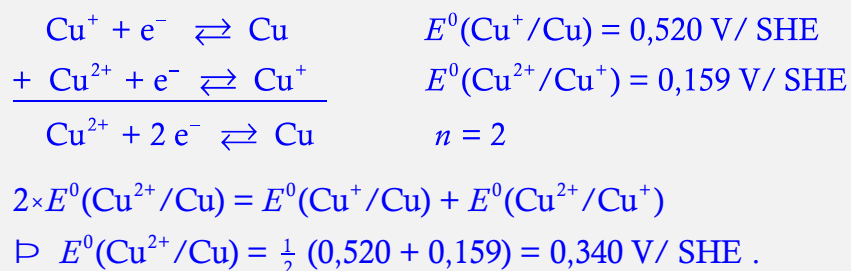 Cu⁺ + e⁻ ⇄ Cu E⁰(Cu⁺/Cu) = 0,520 V/ SHE
+ Cu²⁺ + e⁻ ⇄ Cu⁺ E⁰(Cu²⁺/Cu⁺) = 0,159 V/ SHE
Cu²⁺ + 2 e⁻ ⇄ Cu n = 2
2×E⁰(Cu²⁺/Cu) = E⁰(Cu⁺/Cu) + E⁰(Cu²⁺/Cu⁺)
⊵ E⁰(Cu²⁺/Cu) = ½ (0,520 + 0,159) = 0,340 V/ SHE .